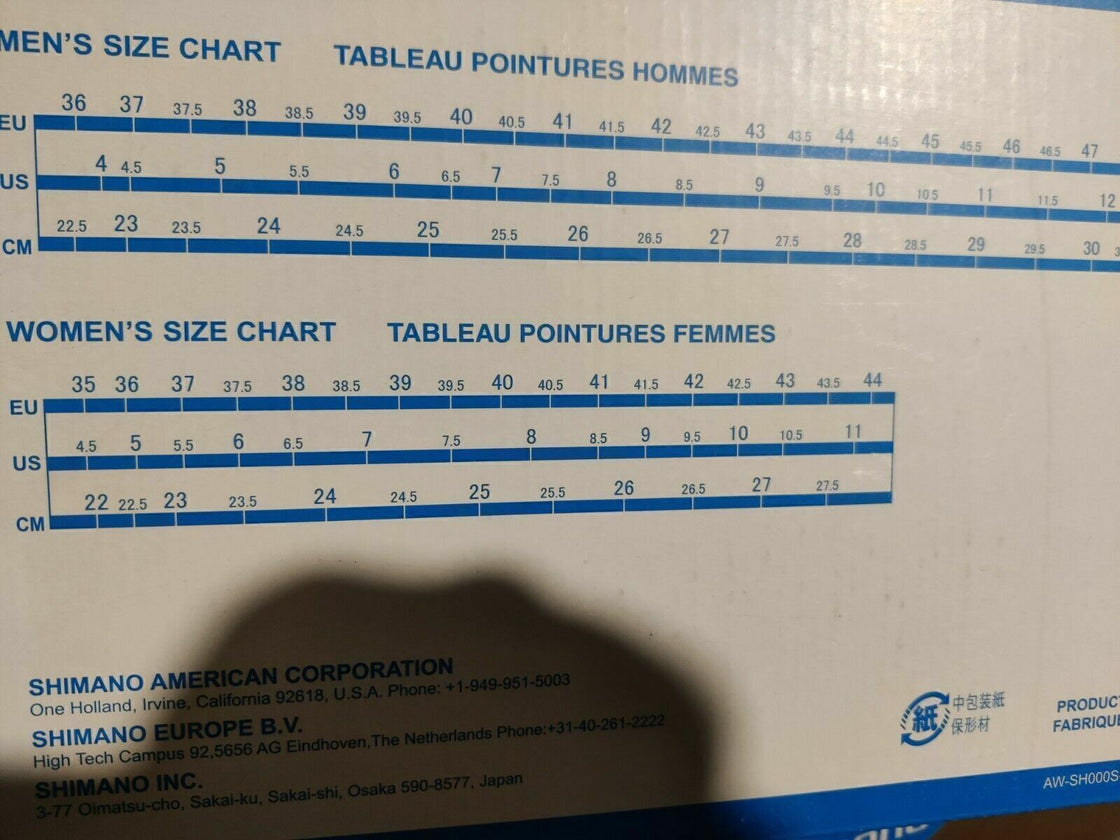 MEN'S SIZE CHART TABLEAU POINTURES HOMMES
EU 36 37 37.5 38 38.5 39 39.5 40 40.5 41 41.5 42 42.5 43 43.5 44 44.5 45 45.5 46 46.5 47
US 4 4.5 5 5.5 6 6.5 7 7.5 8 8.5 9 9.5 10 10.5 11 11.5 12
CM 22.5 23 23.5 24 24.5 25 25.5 26 26.5 27 27.5 28 28.5 29 29.5 30
WOMEN'S SIZE CHART TABLEAU POINTURES FEMMES
EU 35 36 37 37.5 38 38.5 39 39.5 40 40.5 41 41.5 42 42.5 43 43.5 44
US 4.5 5 5.5 6 6.5 7 7.5 8 8.5 9 9.5 10 10.5 11
CM 22 22.5 23 23.5 24 24.5 25 25.5 26 26.5 27 27.5
SHIMANO AMERICAN CORPORATION
One Holland, Irvine, California 92618, U.S.A. Phone: +1-949-951-5003
SHIMANO EUROPE B.V.
High Tech Campus 92,5656 AG Eindhoven,The Netherlands Phone:+31-40-261-2222
SHIMANO INC.
3-77 Oimatsu-cho, Sakai-ku, Sakai-shi, Osaka 590-8577, Japan
紙 中包装紙
保形材
PRODUC
FABRIQU
AW-SH000S